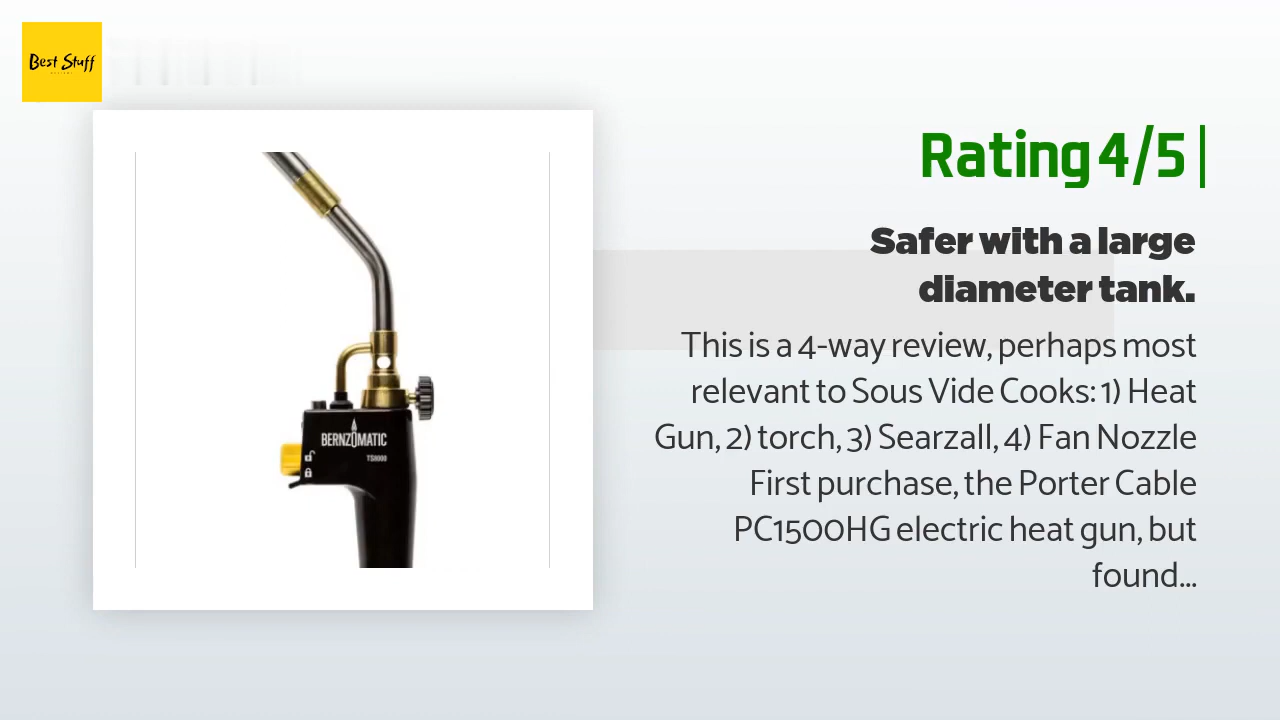 Best Stuff
Rating 4/5
Safer with a large
diameter tank.
This is a 4-way review, perhaps most
relevant to Sous Vide Cooks: 1) Heat
Gun, 2) torch, 3) Searzall, 4) Fan Nozzle
First purchase, the Porter Cable
PC1500HG electric heat gun, but
found...
BERNZOMATIC
TS8000